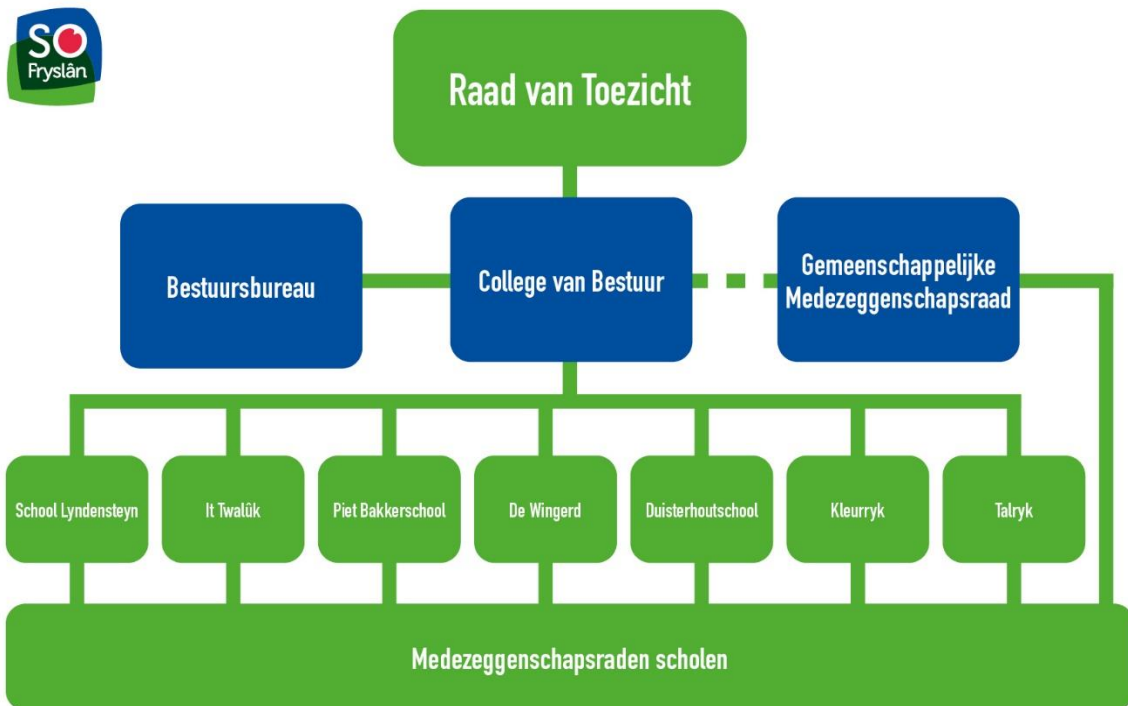 SO
Fryslân
Raad van Toezicht
Bestuursbureau
College van Bestuur
Gemeenschappelijke
Medezeggenschapsraad
School Lyndensteyn
It Twalûk
Piet Bakkerschool
De Wingerd
Duisterhoutschool
Kleurryk
Talryk
Medezeggenschapsraden scholen